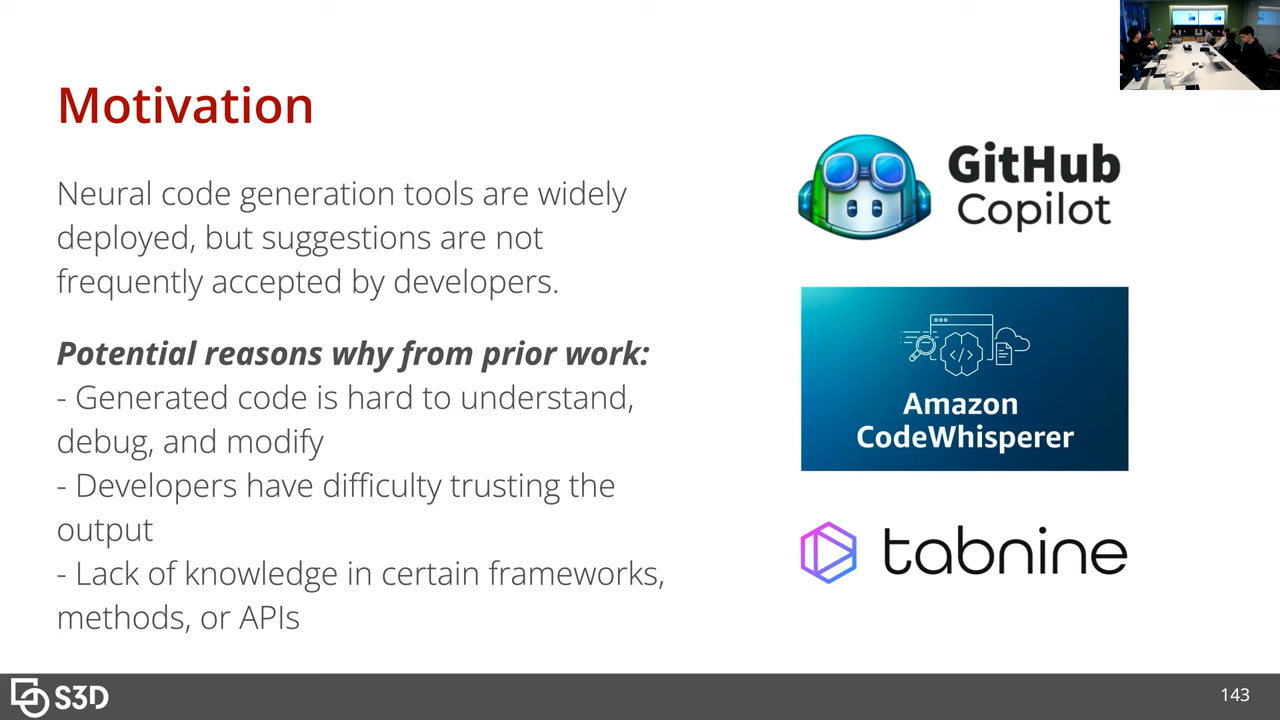 Motivation
Neural code generation tools are widely
deployed, but suggestions are not
frequently accepted by developers.
Potential reasons why from prior work:
- Generated code is hard to understand,
debug, and modify
- Developers have difficulty trusting the
output
- Lack of knowledge in certain frameworks,
methods, or APIs
GitHub
Copilot
Amazon
CodeWhisperer
tabnine
S3D
143